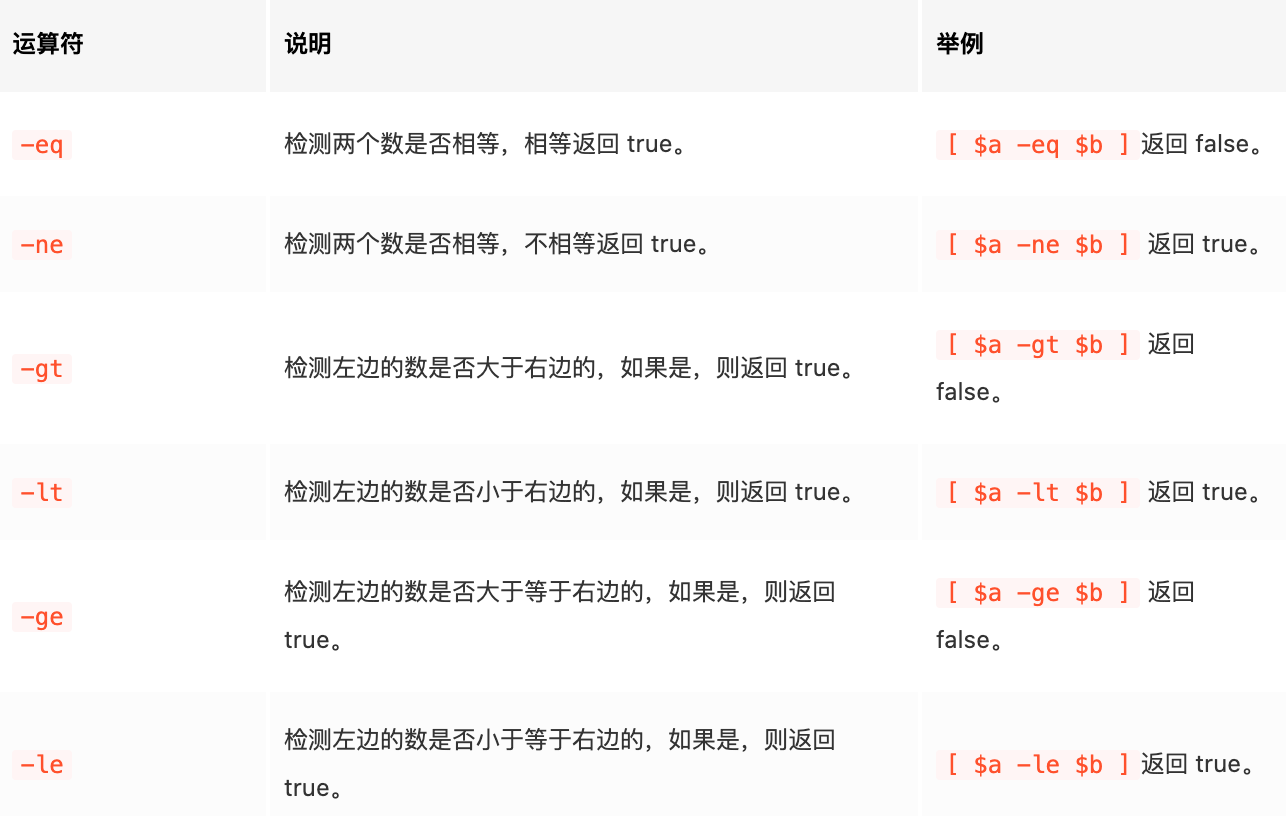 运算符 说明 举例
-eq 检测两个数是否相等，相等返回 true。 [ $a -eq $b ] 返回 false。
-ne 检测两个数是否相等，不相等返回 true。 [ $a -ne $b ] 返回 true。
-gt 检测左边的数是否大于右边的，如果是，则返回 true。 [ $a -gt $b ] 返回
false。
-lt 检测左边的数是否小于右边的，如果是，则返回 true。 [ $a -lt $b ] 返回 true。
-ge 检测左边的数是否大于等于右边的，如果是，则返回
true。 [ $a -ge $b ] 返回
false。
-le 检测左边的数是否小于等于右边的，如果是，则返回
true。 [ $a -le $b ] 返回 true。